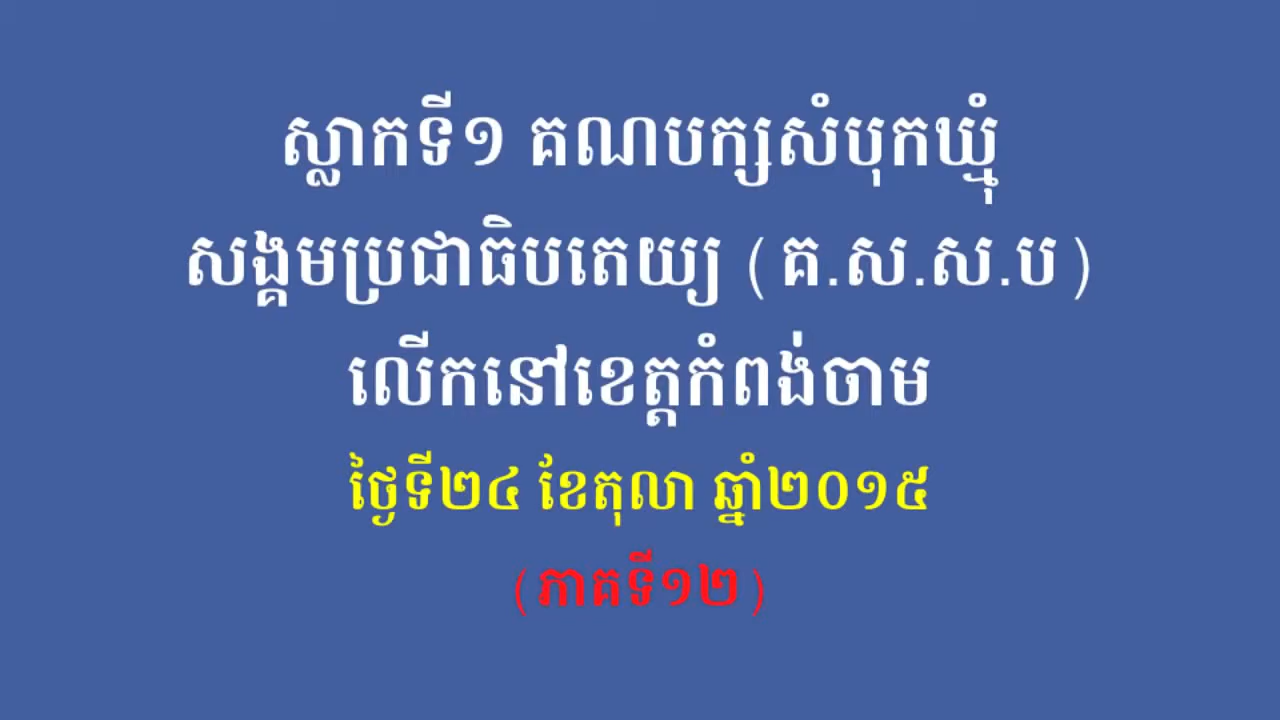 ស្លាកទី១ គណបក្សសំបុកឃ្មុំ
សង្គមប្រជាធិបតេយ្យ (គ.ស.ស.ប)
លើកនៅខេត្តកំពង់ចាម
ថ្ងៃទី២៤ ខែតុលា ឆ្នាំ២០១៥
(ភាគទី១២)